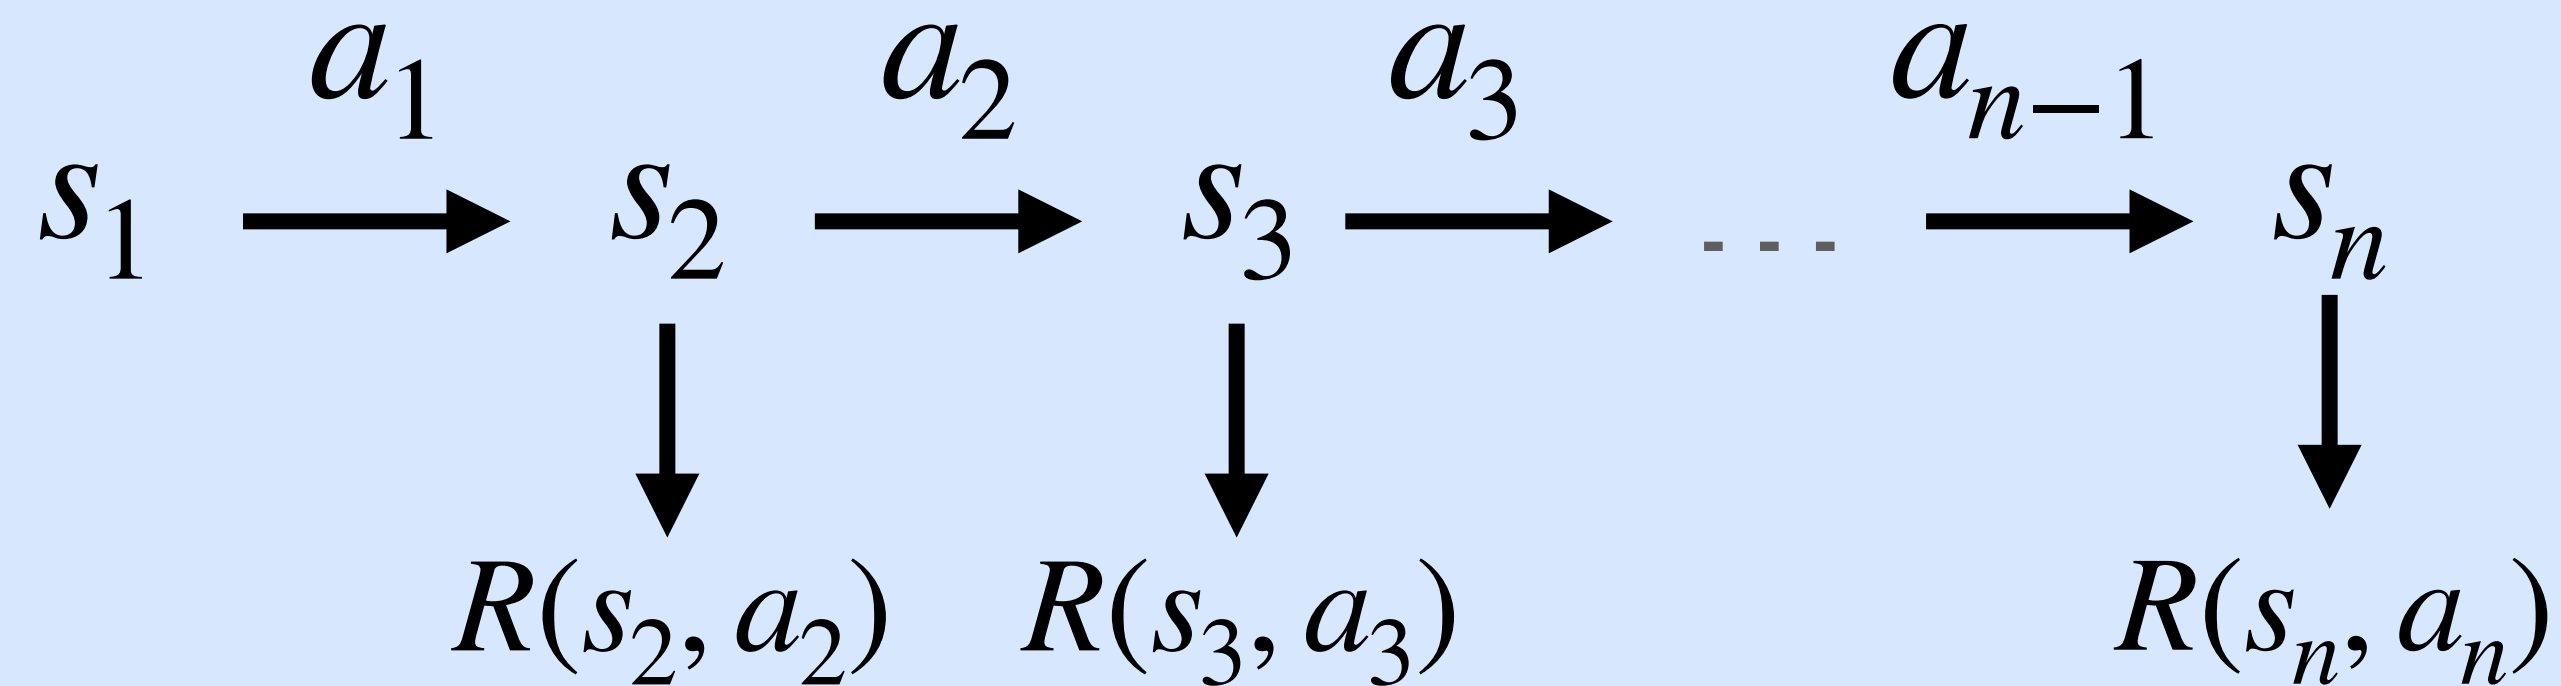 a₁ a₂ a₃ aₙ₋₁
s₁ s₂ s₃ - - - sₙ
R(s₂, a₂) R(s₃, a₃) R(sₙ, aₙ)